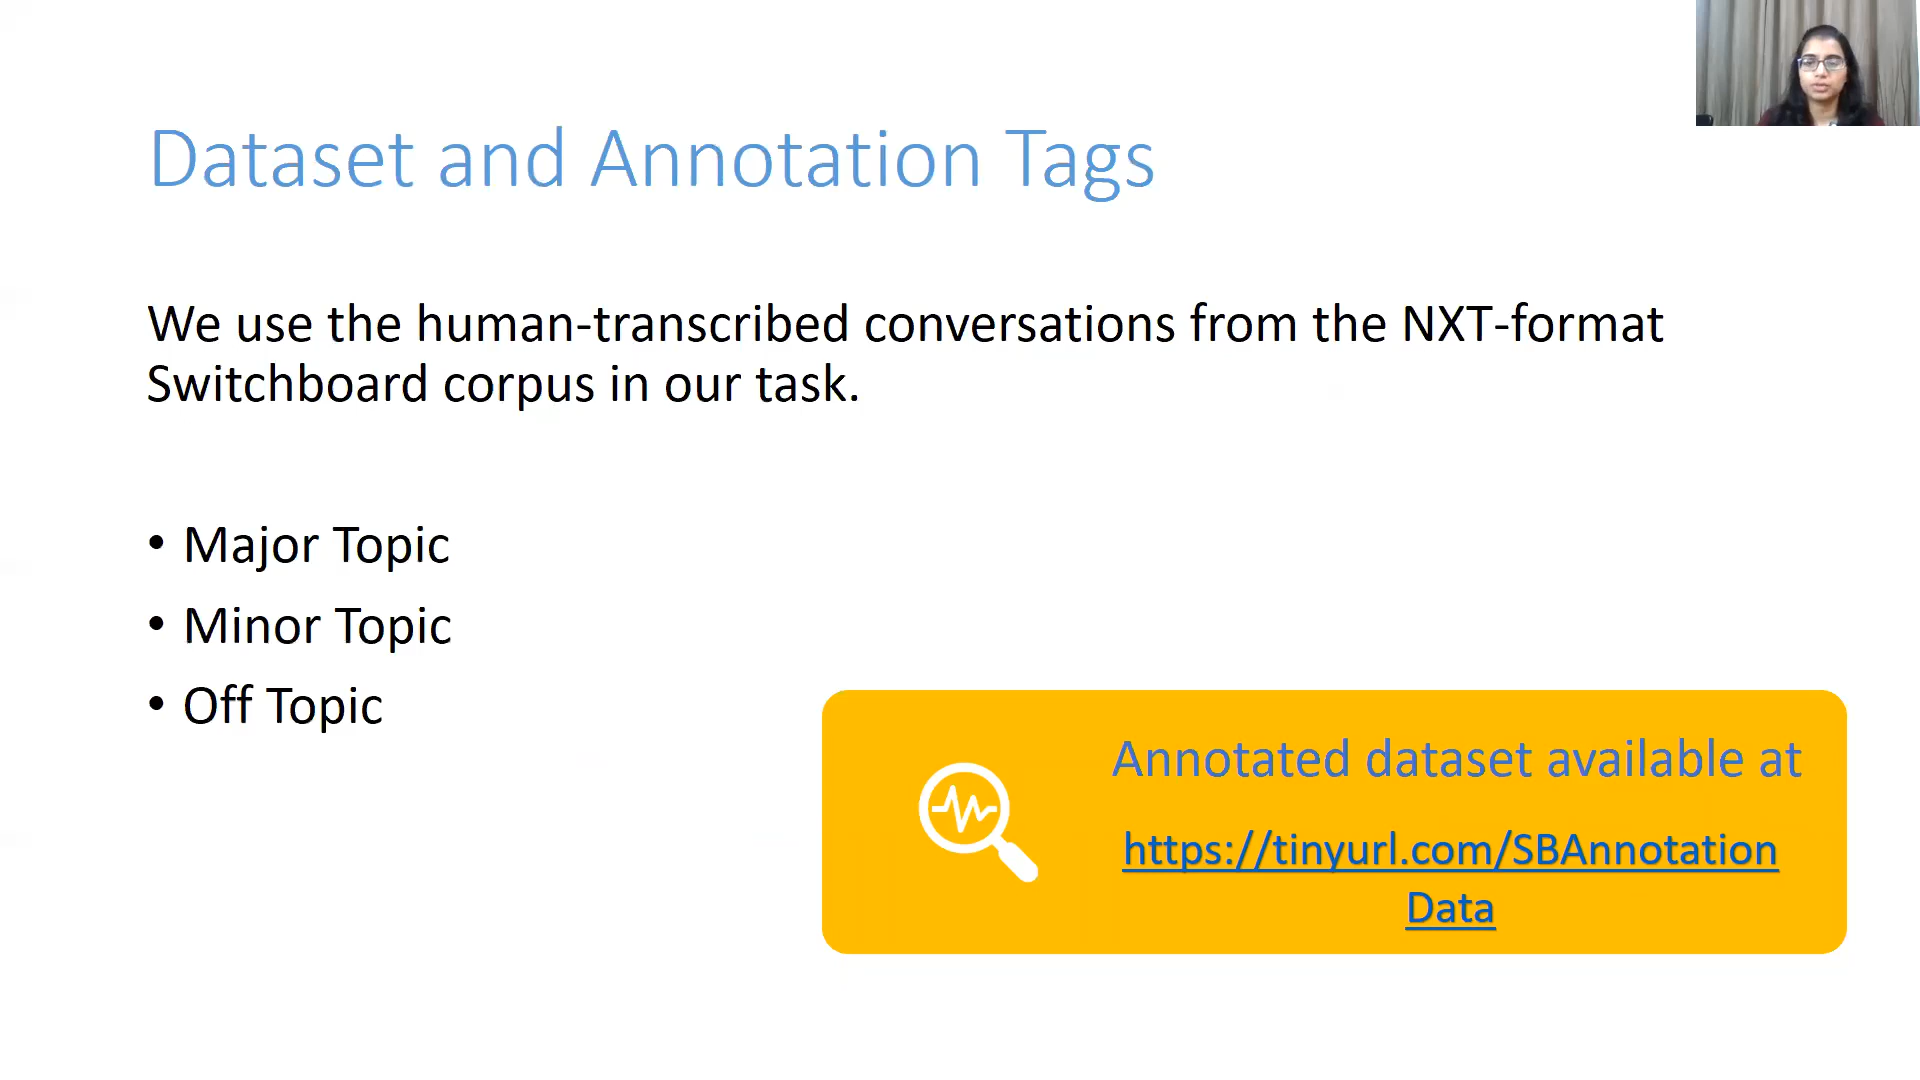 Dataset and Annotation Tags
We use the human-transcribed conversations from the NXT-format
Switchboard corpus in our task.
• Major Topic
• Minor Topic
• Off Topic
Annotated dataset available at
https://tinyurl.com/SBAnnotation
Data